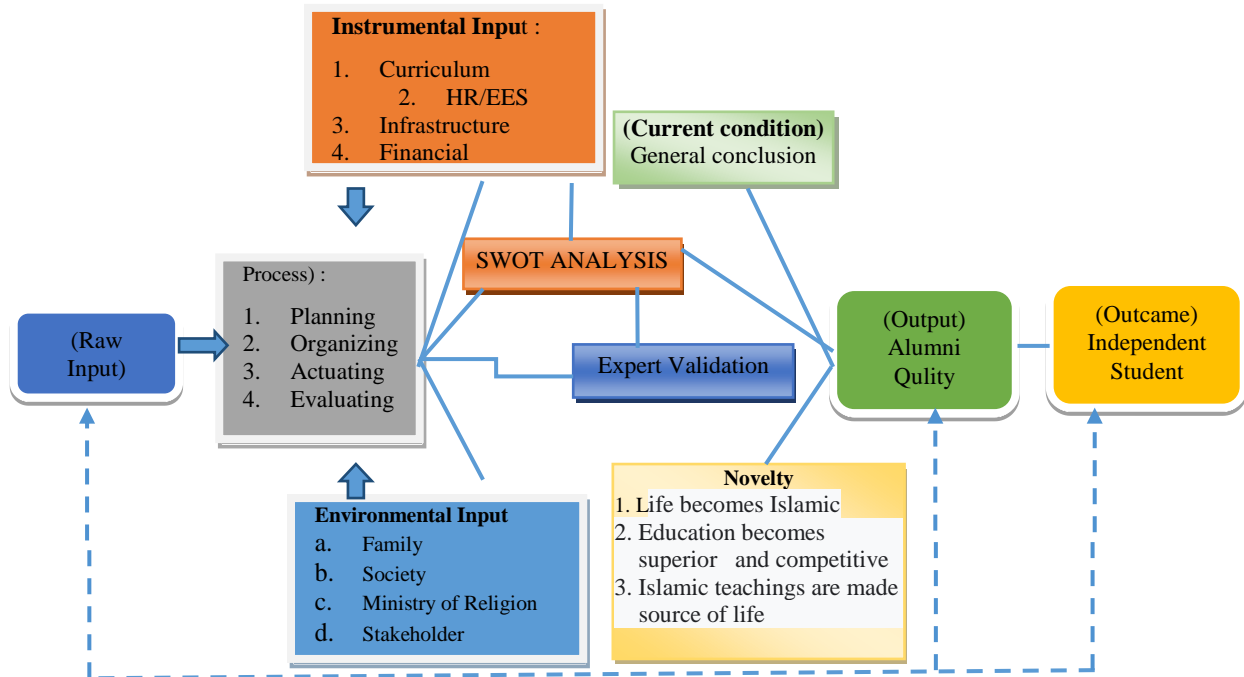 Instrumental Input :
1. Curriculum
2. HR/EES
3. Infrastructure
4. Financial
(Current condition)
General conclusion
SWOT ANALYSIS
Process) :
1. Planning
2. Organizing
3. Actuating
4. Evaluating
(Raw
Input)
Expert Validation
(Output)
Alumni
Qulity
(Outcame)
Independent
Student
Environmental Input
a. Family
b. Society
c. Ministry of Religion
d. Stakeholder
Novelty
1. Life becomes Islamic
2. Education becomes
superior and competitive
3. Islamic teachings are made
source of life